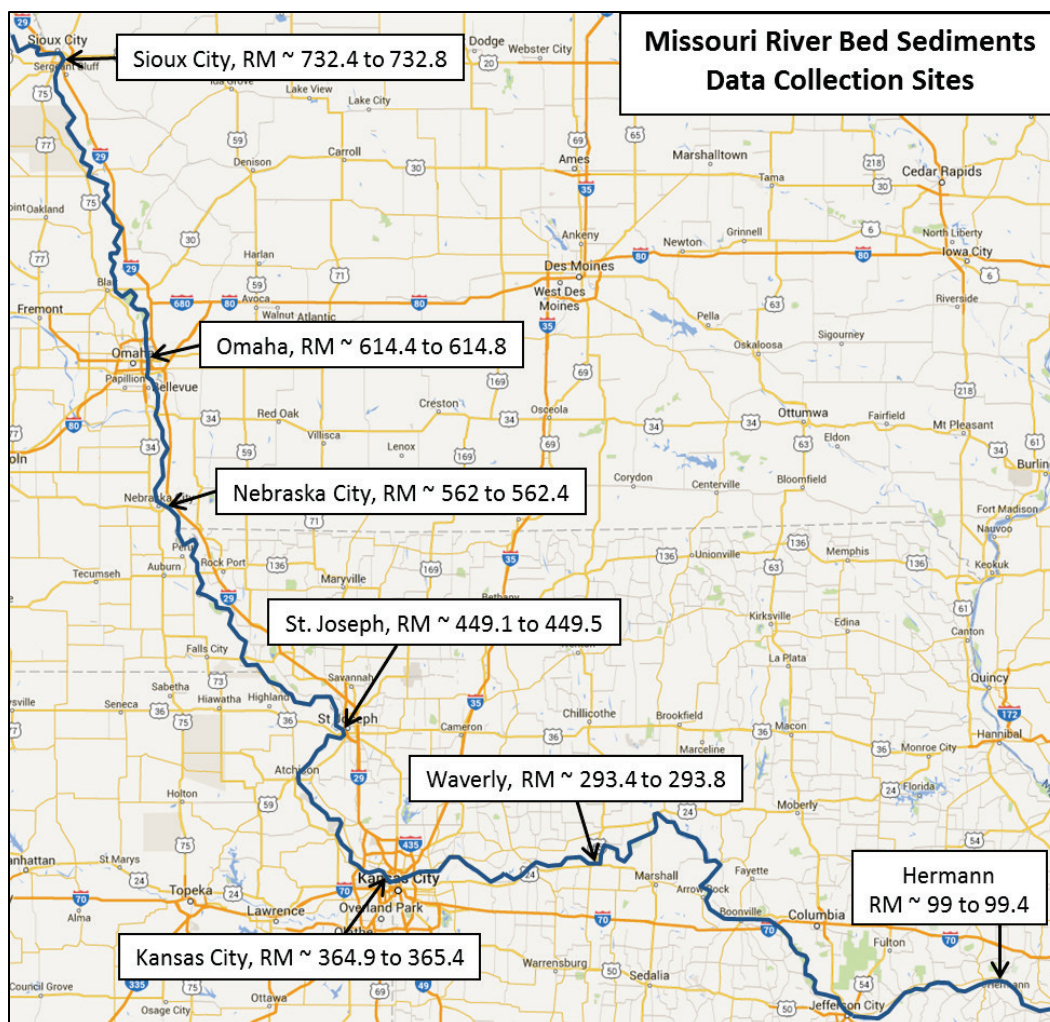 Missouri River Bed Sediments
Data Collection Sites
Sioux City, RM ~ 732.4 to 732.8
Omaha, RM ~ 614.4 to 614.8
Nebraska City, RM ~ 562 to 562.4
St. Joseph, RM ~ 449.1 to 449.5
Waverly, RM ~ 293.4 to 293.8
Hermann
RM ~ 99 to 99.4
Kansas City, RM ~ 364.9 to 365.4
Sioux City
Sergeant Bluff
Dodge
Webster City
Lake View
Lake City
Denison
Carroll
Ames
Marshalltown
Tama
Cedar Rapids
Oakland
Harlan
Ankeny
Newton
Grinnell
North Liberty
Iowa City
Des Moines
West Des
Moines
Fremont
Avoca
Walnut
Atlantic
Riverside
Pella
Sigourney
Oskaloosa
Omaha
Papillion
Bellevue
Red Oak
Creston
Osceola
Ottumwa
Fairfield
Mt Pleasant
Villisca
Lenox
Eldon
Corydon
Centerville
Bloomfield
Nebraska City
Fort Madison
Nauvoo
Peru
Auburn
Rock Port
Tecumseh
Maryville
Unionville
Memphis
Keokuk
Bethany
Kirksville
Edina
Canton
Falls City
La Plata
Quincy
Sabetha
Hiawatha
Highland
Seneca
Savannah
St Joseph
Cameron
Chillicothe
Brookfield
Marceline
Macon
Monroe City
Hannibal
Atchison
Holton
Moberly
Florida
St Marys
Topeka
Lawrence
Kansas City
Overland Park
Marshall
Arrow Rock
Fayette
Boonville
Columbia
Fulton
Alma
Warrensburg
Sedalia
Hermann
Jefferson City
Council Grove
Osage City
Ottawa